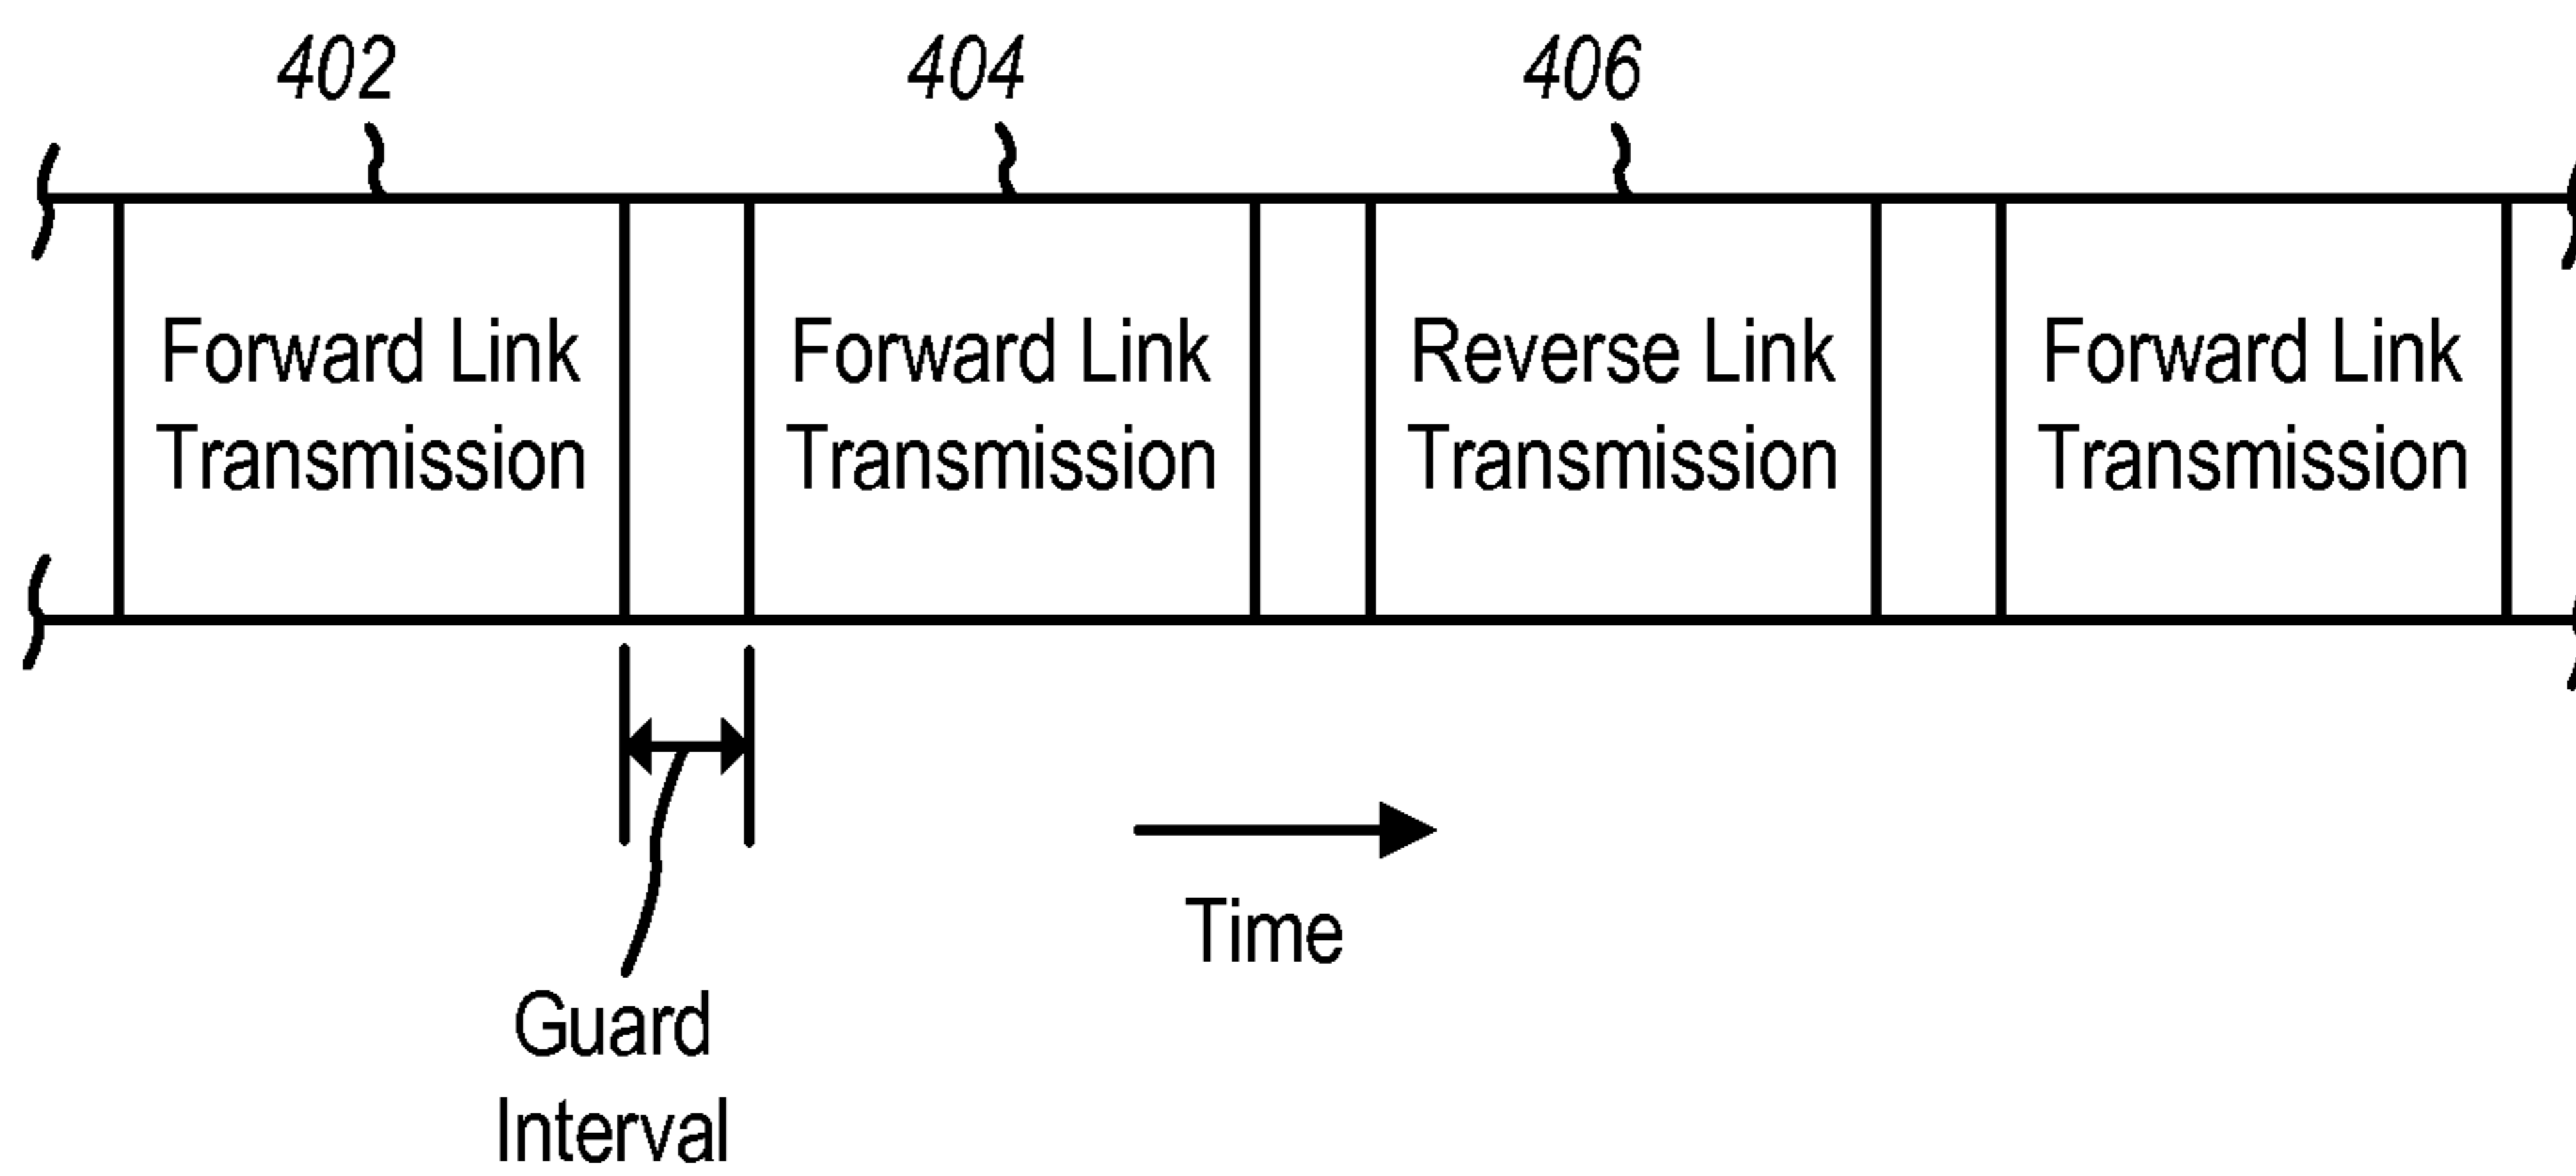 402
404
406
Forward Link
Transmission
Forward Link
Transmission
Reverse Link
Transmission
Forward Link
Transmission
Time
Guard
Interval